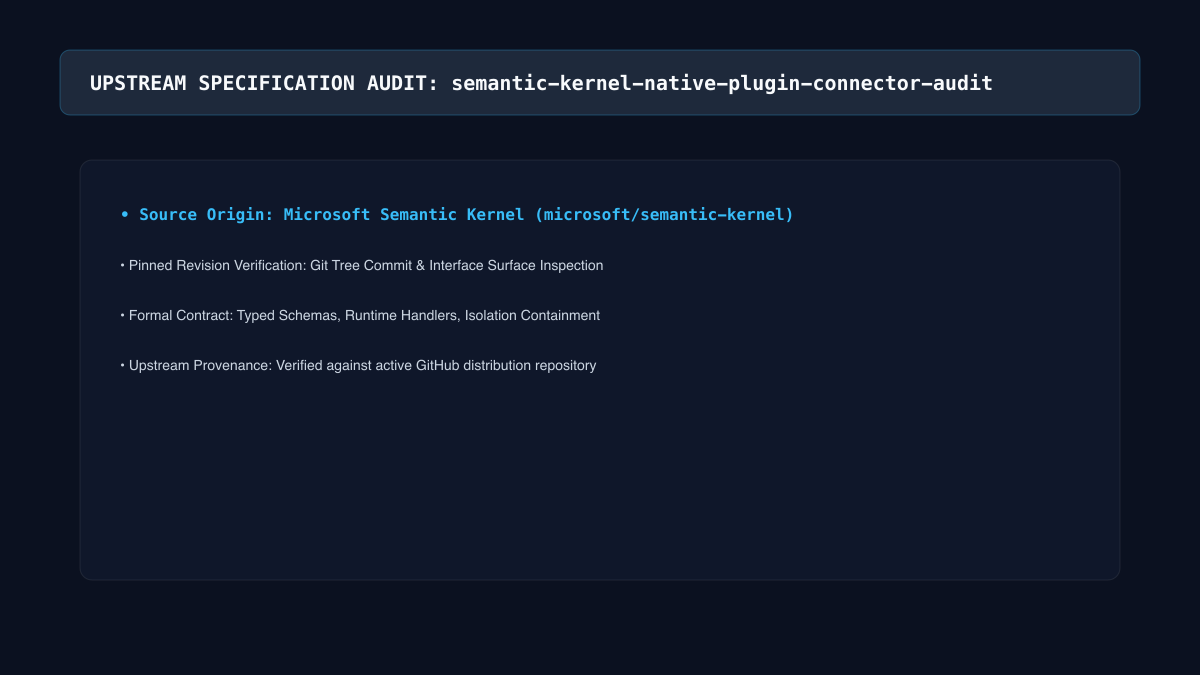 UPSTREAM SPECIFICATION AUDIT: semantic-kernel-native-plugin-connector-audit
• Source Origin: Microsoft Semantic Kernel (microsoft/semantic-kernel)
• Pinned Revision Verification: Git Tree Commit & Interface Surface Inspection
• Formal Contract: Typed Schemas, Runtime Handlers, Isolation Containment
• Upstream Provenance: Verified against active GitHub distribution repository